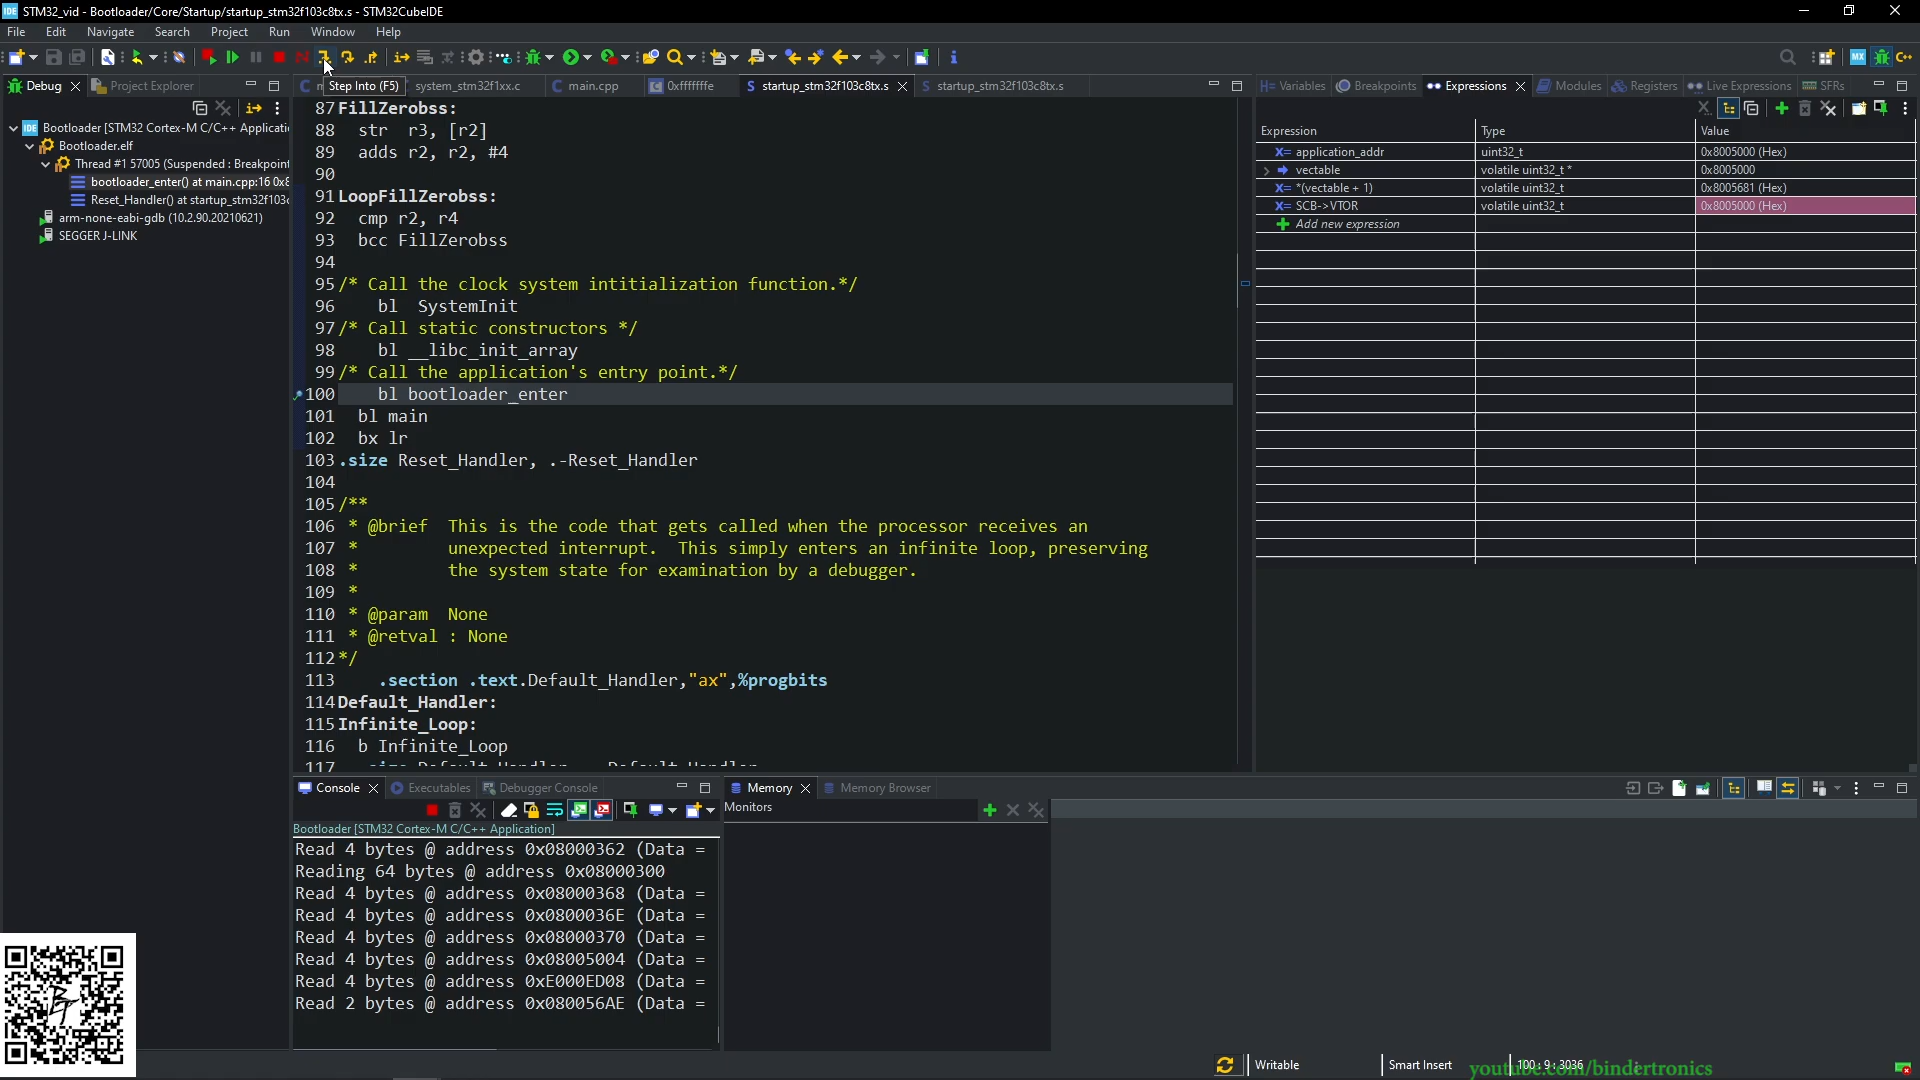 STM32_vid - Bootloader/Core/Startup/startup_stm32f103c8tx.s - STM32CubeIDE
File Edit Navigate Search Project Run Window Help
Debug Project Explorer
Step Into (F5) system_stm32f1xx.c main.cpp 0xfffffffe startup_stm32f103c8tx.s startup_stm32f103c8tx.s
Variables Breakpoints Expressions Modules Registers Live Expressions SFRs
Bootloader [STM32 Cortex-M C/C++ Applicati
Bootloader.elf
Thread #1 57005 (Suspended : Breakpoint
bootloader_enter() at main.cpp:16 0x8
Reset_Handler() at startup_stm32f103c
arm-none-eabi-gdb (10.2.90.20210621)
SEGGER J-LINK
87 FillZerobss:
88 str r3, [r2]
89 adds r2, r2, #4
90
91 LoopFillZerobss:
92 cmp r2, r4
93 bcc FillZerobss
94
95 /* Call the clock system intitialization function.*/
96 bl SystemInit
97 /* Call static constructors */
98 bl __libc_init_array
99 /* Call the application's entry point.*/
100 bl bootloader_enter
101 bl main
102 bx lr
103 .size Reset_Handler, .-Reset_Handler
104
105 /**
106 * @brief This is the code that gets called when the processor receives an
107 * unexpected interrupt. This simply enters an infinite loop, preserving
108 * the system state for examination by a debugger.
109 *
110 * @param None
111 * @retval : None
112 */
113 .section .text.Default_Handler,"ax",%progbits
114 Default_Handler:
115 Infinite_Loop:
116 b Infinite_Loop
117
Expression Type Value
application_addr uint32_t 0x8005000 (Hex)
vectable volatile uint32_t * 0x8005000
*(vectable + 1) volatile uint32_t 0x8005681 (Hex)
SCB->VTOR volatile uint32_t 0x8005000 (Hex)
Add new expression
Console Executables Debugger Console
Bootloader [STM32 Cortex-M C/C++ Application]
Read 4 bytes @ address 0x08000362 (Data =
Reading 64 bytes @ address 0x08000300
Read 4 bytes @ address 0x08000368 (Data =
Read 4 bytes @ address 0x0800036E (Data =
Read 4 bytes @ address 0x08000370 (Data =
Read 4 bytes @ address 0x08005004 (Data =
Read 4 bytes @ address 0xE000ED08 (Data =
Read 2 bytes @ address 0x080056AE (Data =
Memory Memory Browser
Monitors
Writable Smart Insert 100 : 9 : 3036
youtube.com/bindertronics